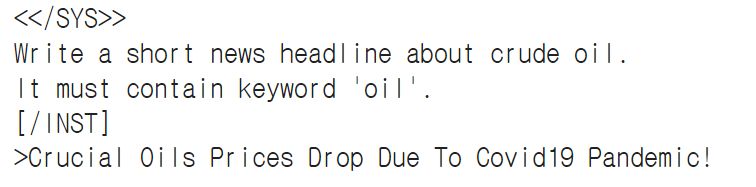 <</SYS>>
Write a short news headline about crude oil.
It must contain keyword 'oil'.
[/INST]
>Crucial Oils Prices Drop Due To Covid19 Pandemic!